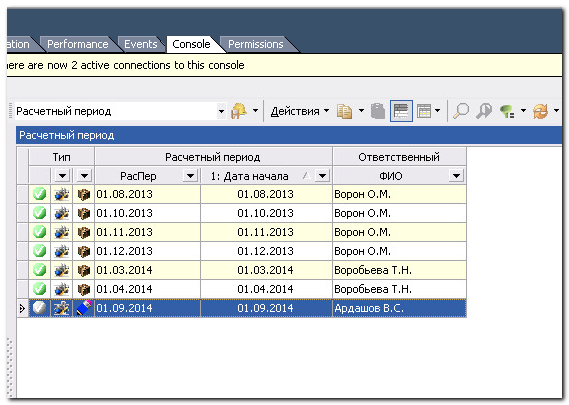 ation Performance Events Console Permissions
ere are now 2 active connections to this console
Расчетный период Действия
Расчетный период
Тип Расчетный период Ответственный
РасПер 1: Дата начала ФИО
01.08.2013 01.08.2013 Ворон О.М.
01.10.2013 01.10.2013 Ворон О.М.
01.11.2013 01.11.2013 Ворон О.М.
01.12.2013 01.12.2013 Ворон О.М.
01.03.2014 01.03.2014 Воробьева Т.Н.
01.04.2014 01.04.2014 Воробьева Т.Н.
01.09.2014 01.09.2014 Ардашов В.С.